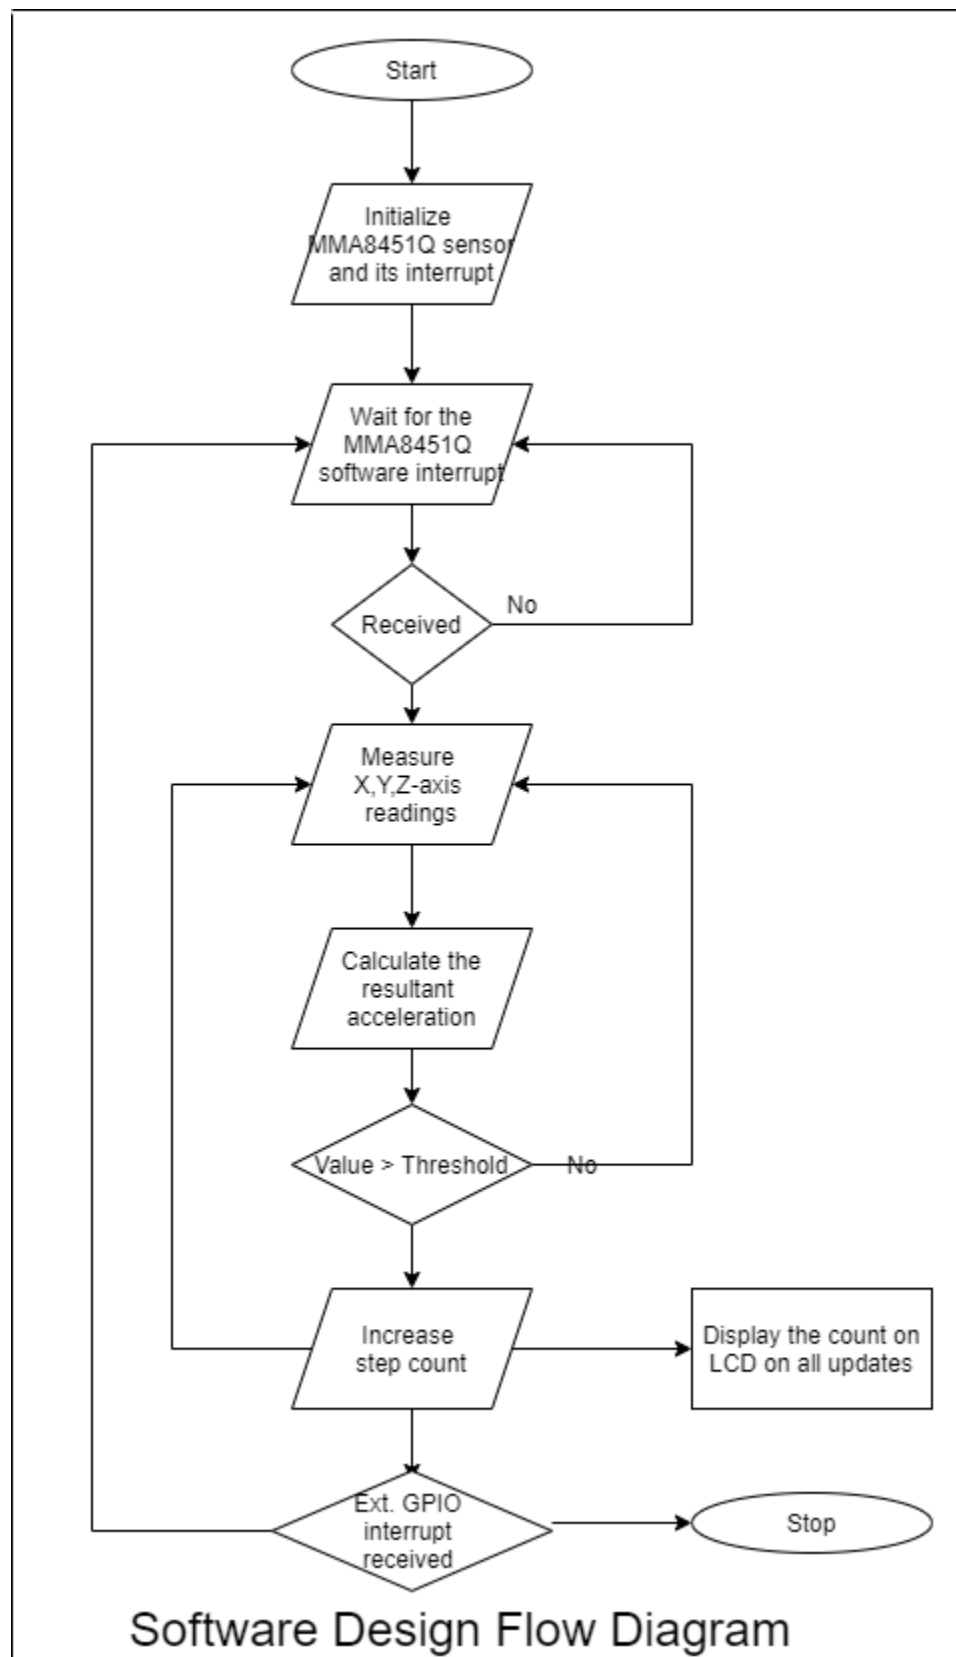 Start
Initialize
MMA8451Q sensor
and its interrupt
Wait for the
MMA8451Q
software interrupt
Received
No
Measure
X,Y,Z-axis
readings
Calculate the
resultant
acceleration
Value > Threshold
No
Increase
step count
Display the count on
LCD on all updates
Ext. GPIO
interrupt
received
Stop
Software Design Flow Diagram